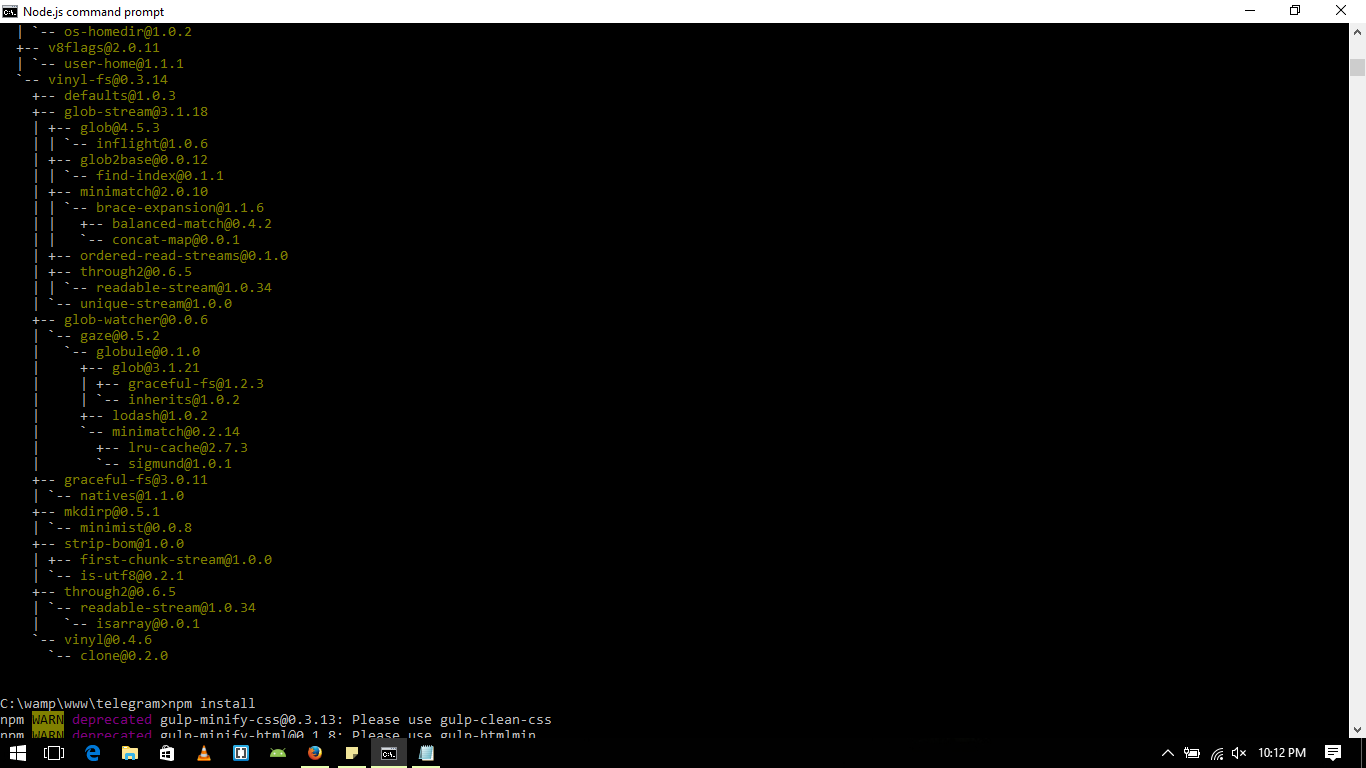 Node.js command prompt
| `-- os-homedir@1.0.2
+-- v8flags@2.0.11
| `-- user-home@1.1.1
`-- vinyl-fs@0.3.14
+-- defaults@1.0.3
+-- glob-stream@3.1.18
| +-- glob@4.5.3
| | `-- inflight@1.0.6
| +-- glob2base@0.0.12
| | `-- find-index@0.1.1
| +-- minimatch@2.0.10
| | `-- brace-expansion@1.1.6
| |   +-- balanced-match@0.4.2
| |   `-- concat-map@0.0.1
| +-- ordered-read-streams@0.1.0
| +-- through2@0.6.5
| | `-- readable-stream@1.0.34
| `-- unique-stream@1.0.0
+-- glob-watcher@0.0.6
| `-- gaze@0.5.2
|   `-- globule@0.1.0
|     +-- glob@3.1.21
|     | +-- graceful-fs@1.2.3
|     | `-- inherits@1.0.2
|     +-- lodash@1.0.2
|     `-- minimatch@0.2.14
|       +-- lru-cache@2.7.3
|       `-- sigmund@1.0.1
+-- graceful-fs@3.0.11
| `-- natives@1.1.0
+-- mkdirp@0.5.1
| `-- minimist@0.0.8
+-- strip-bom@1.0.0
| +-- first-chunk-stream@1.0.0
| `-- is-utf8@0.2.1
+-- through2@0.6.5
| `-- readable-stream@1.0.34
|   `-- isarray@0.0.1
`-- vinyl@0.4.6
`-- clone@0.2.0
C:\wamp\www\telegram>npm install
npm WARN deprecated gulp-minify-css@0.3.13: Please use gulp-clean-css
npm WARN deprecated gulp-minify-html@0.1.8: Please use gulp-htmlmin
10:12 PM